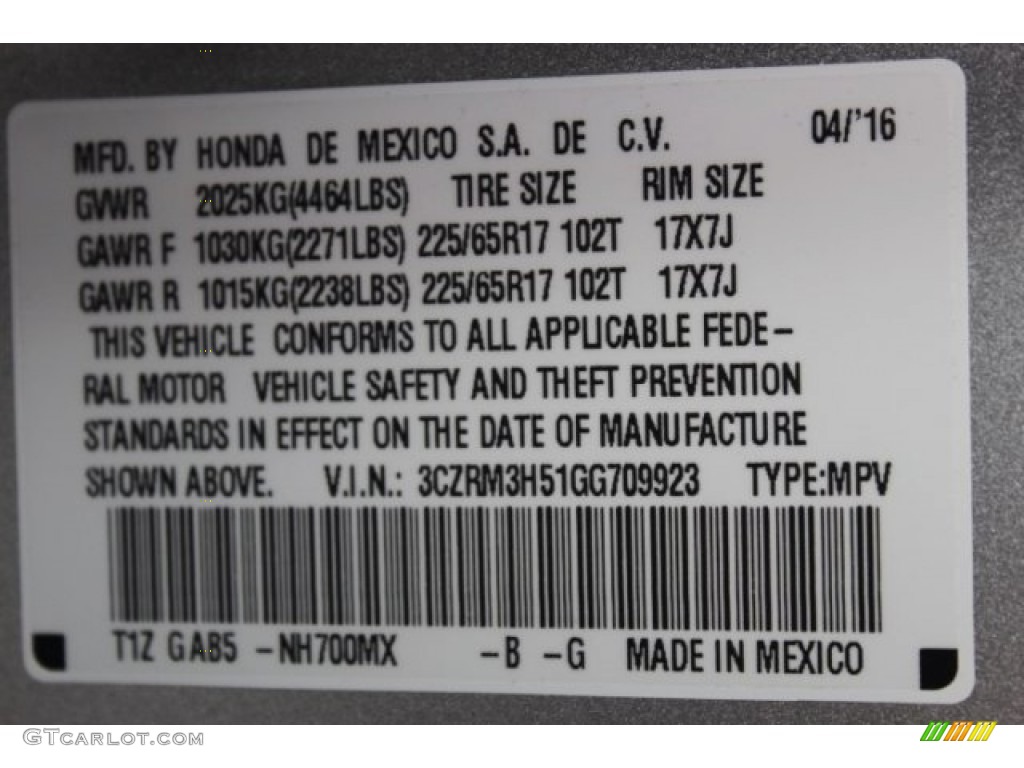 MFD. BY HONDA DE MEXICO S.A. DE C.V. 04/'16
GVWR 2025KG(4464LBS) TIRE SIZE RIM SIZE
GAWR F 1030KG(2271LBS) 225/65R17 102T 17X7J
GAWR R 1015KG(2238LBS) 225/65R17 102T 17X7J
THIS VEHICLE CONFORMS TO ALL APPLICABLE FEDE–
RAL MOTOR VEHICLE SAFETY AND THEFT PREVENTION
STANDARDS IN EFFECT ON THE DATE OF MANUFACTURE
SHOWN ABOVE. V.I.N.: 3CZRM3H51GG709923 TYPE:MPV
T1Z GAB5 –NH700MX –B –G MADE IN MEXICO
GTCARLOT.COM